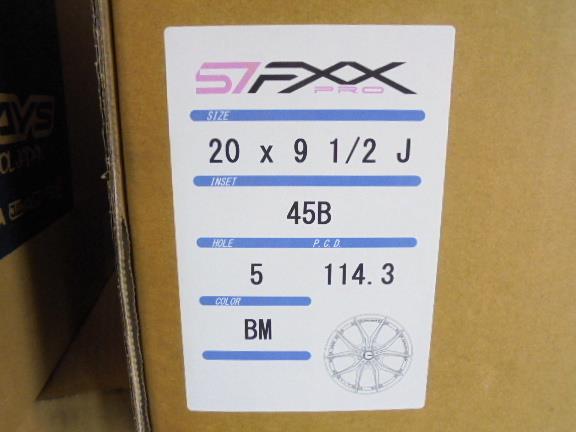 57FXX
PRO
SIZE
20 x 9 1/2 J
INSET
45B
HOLE P.C.D.
5 114.3
COLOR
BM